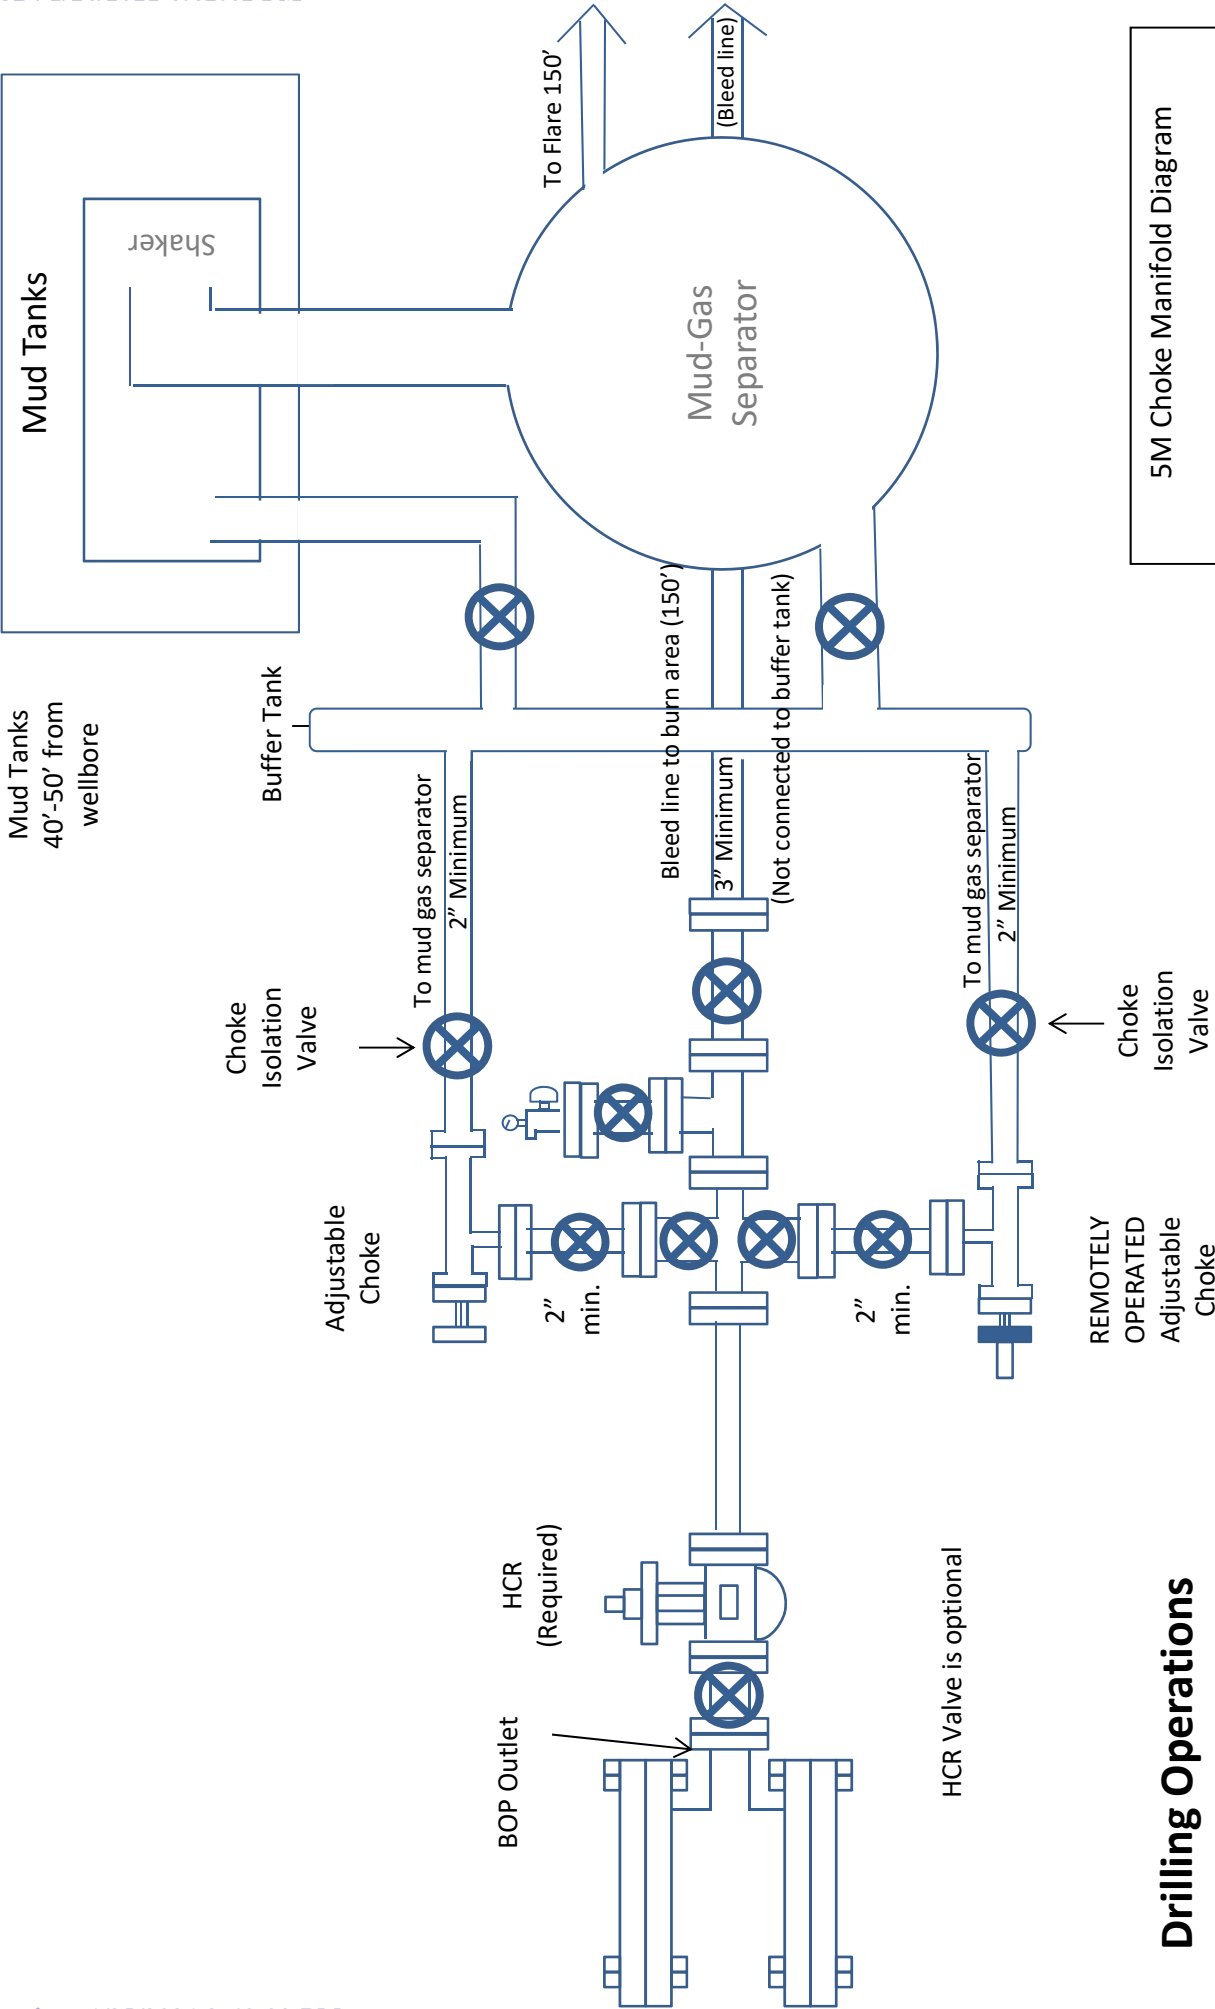 Mud Tanks
40’-50’ from
wellbore
Mud Tanks
Shaker
Buffer Tank
Choke
Isolation
Valve
To mud gas separator
2” Minimum
Adjustable
Choke
To Flare 150’
(Bleed line)
Mud-Gas
Separator
HCR
(Required)
BOP Outlet
2”
min.
Bleed line to burn area (150’)
3” Minimum
(Not connected to buffer tank)
2”
min.
HCR Valve is optional
To mud gas separator
2” Minimum
REMOTELY
OPERATED
Adjustable
Choke
Choke
Isolation
Valve
Drilling Operations
5M Choke Manifold Diagram